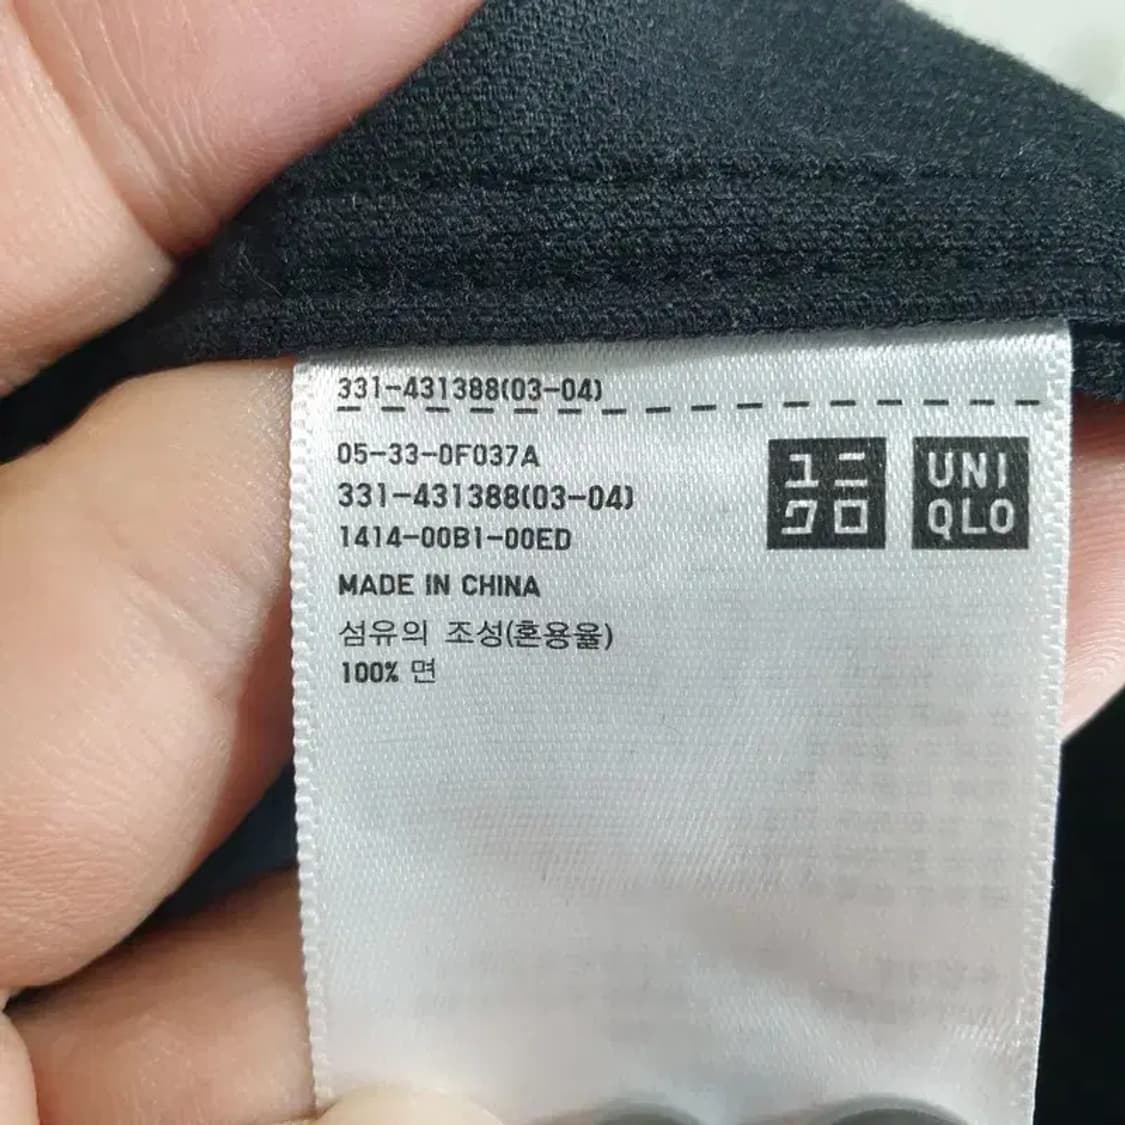 331-431388(03-04)
05-33-0F037A
331-431388(03-04)
1414-00B1-00ED
ユニ
クロ
UNI
QLO
MADE IN CHINA
섬유의 조성(혼용율)
100% 면